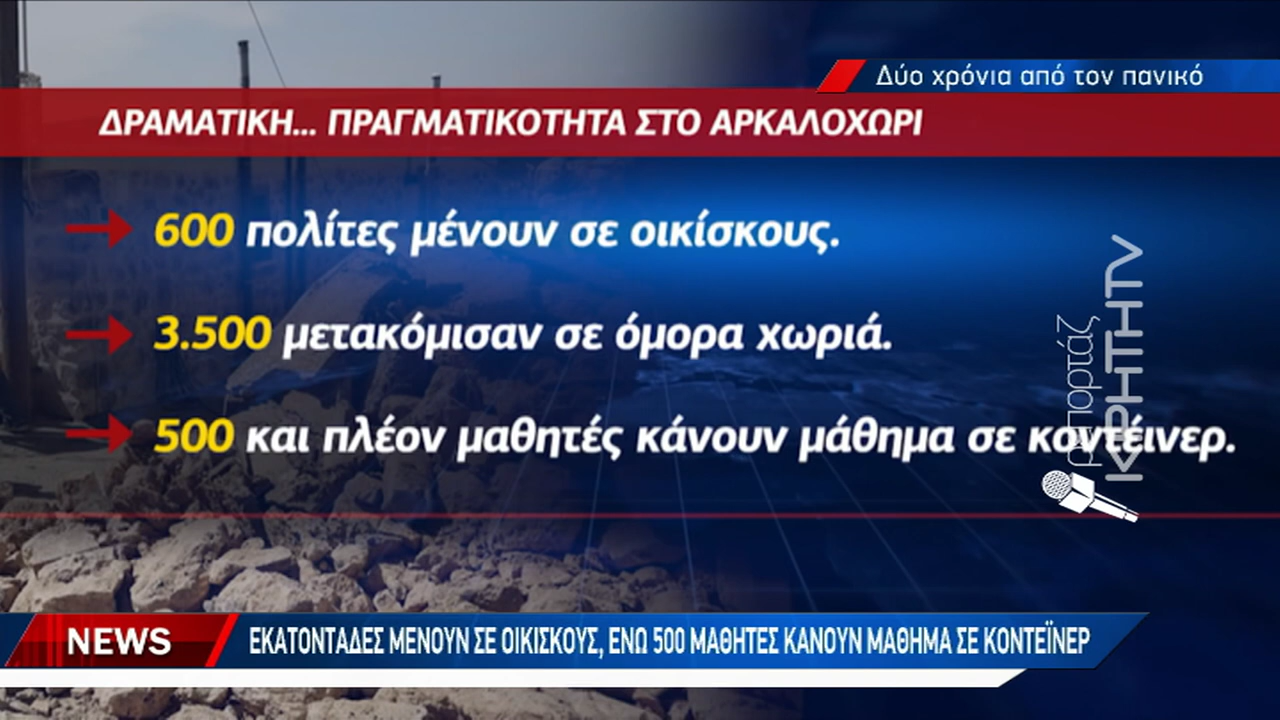 Δύο χρόνια από τον πανικό
ΔΡΑΜΑΤΙΚΗ... ΠΡΑΓΜΑΤΙΚΟΤΗΤΑ ΣΤΟ ΑΡΚΑΛΟΧΩΡΙ
600 πολίτες μένουν σε οικίσκους.
3.500 μετακόμισαν σε όμορα χωριά.
500 και πλέον μαθητές κάνουν μάθημα σε κοντέινερ.
ρεπορτάζ
ΚΡΗΤΗTV
NEWS
ΕΚΑΤΟΝΤΑΔΕΣ ΜΕΝΟΥΝ ΣΕ ΟΙΚΙΣΚΟΥΣ, ΕΝΩ 500 ΜΑΘΗΤΕΣ ΚΑΝΟΥΝ ΜΑΘΗΜΑ ΣΕ ΚΟΝΤΕΪΝΕΡ